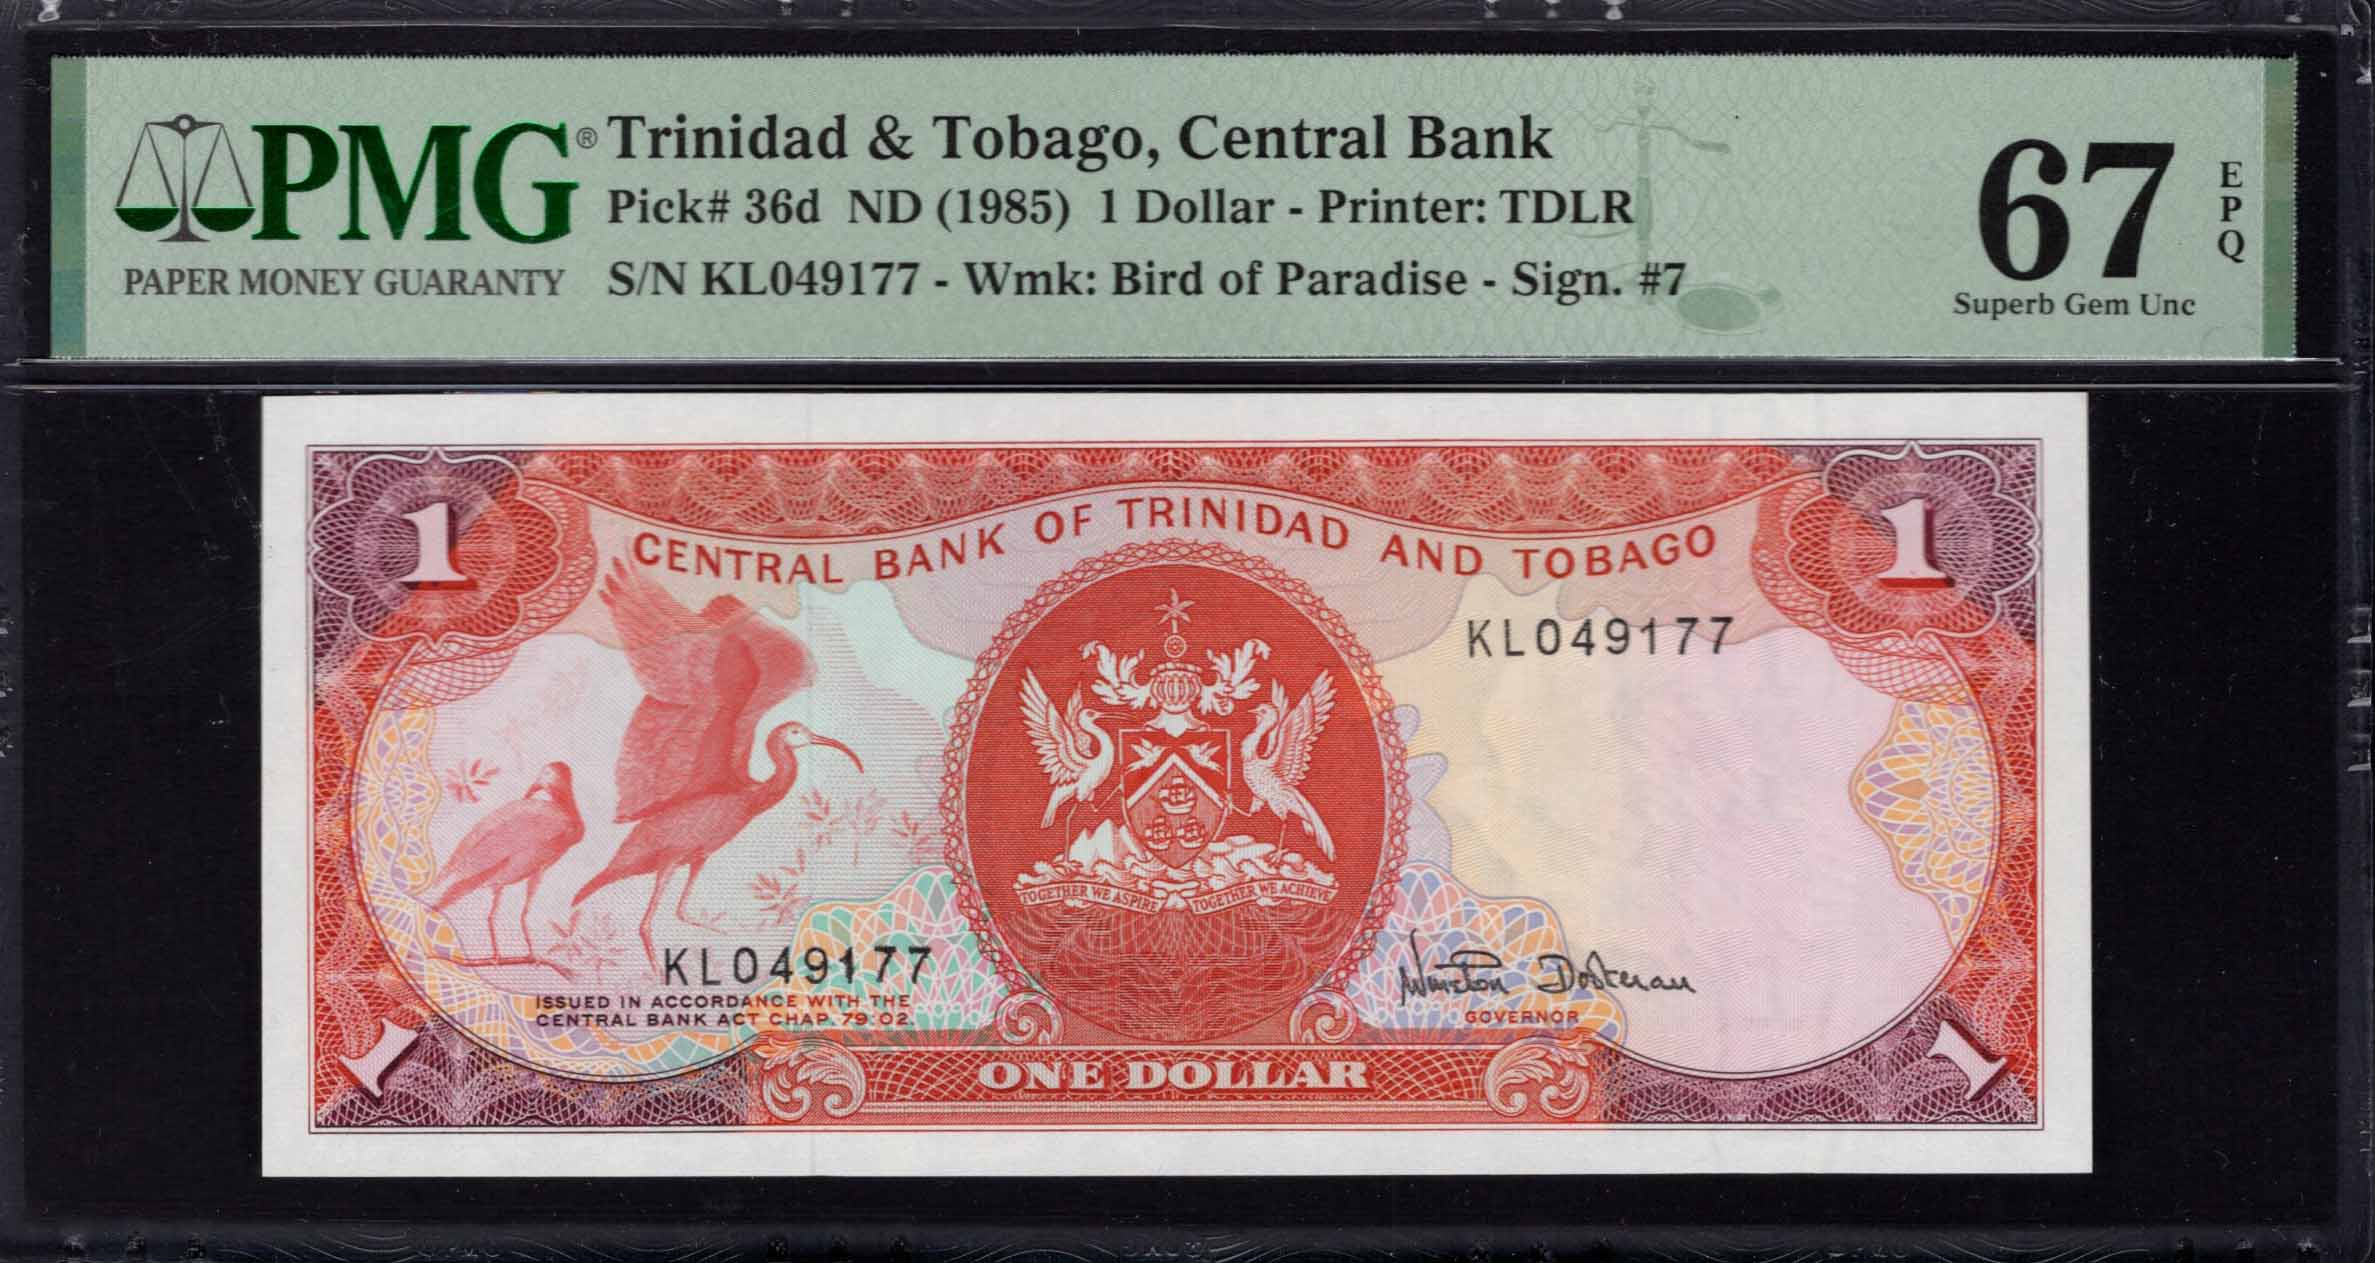 PMG®
PAPER MONEY GUARANTY
Trinidad & Tobago, Central Bank
Pick# 36d ND (1985) 1 Dollar - Printer: TDLR
S/N KL049177 - Wmk: Bird of Paradise - Sign. #7
67
EPQ
Superb Gem Unc
1
1
CENTRAL BANK OF TRINIDAD AND TOBAGO
KL049177
TOGETHER WE ASPIRE TOGETHER WE ACHIEVE
KL049177
ISSUED IN ACCORDANCE WITH THE
CENTRAL BANK ACT CHAP. 79:02.
Winston Dookeran
GOVERNOR
1
ONE DOLLAR
1